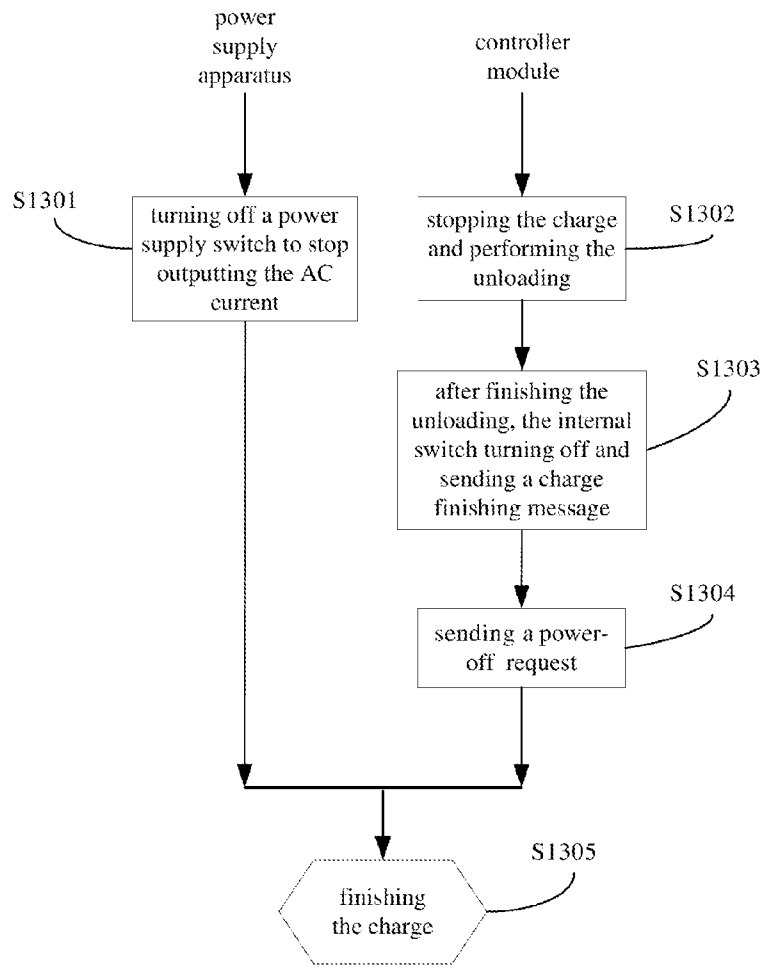 power
supply
apparatus
controller
module
S1301
turning off a power
supply switch to stop
outputting the AC
current
S1302
stopping the charge
and performing the
unloading
S1303
after finishing the
unloading, the internal
switch turning off and
sending a charge
finishing message
S1304
sending a power-
off request
S1305
finishing
the charge